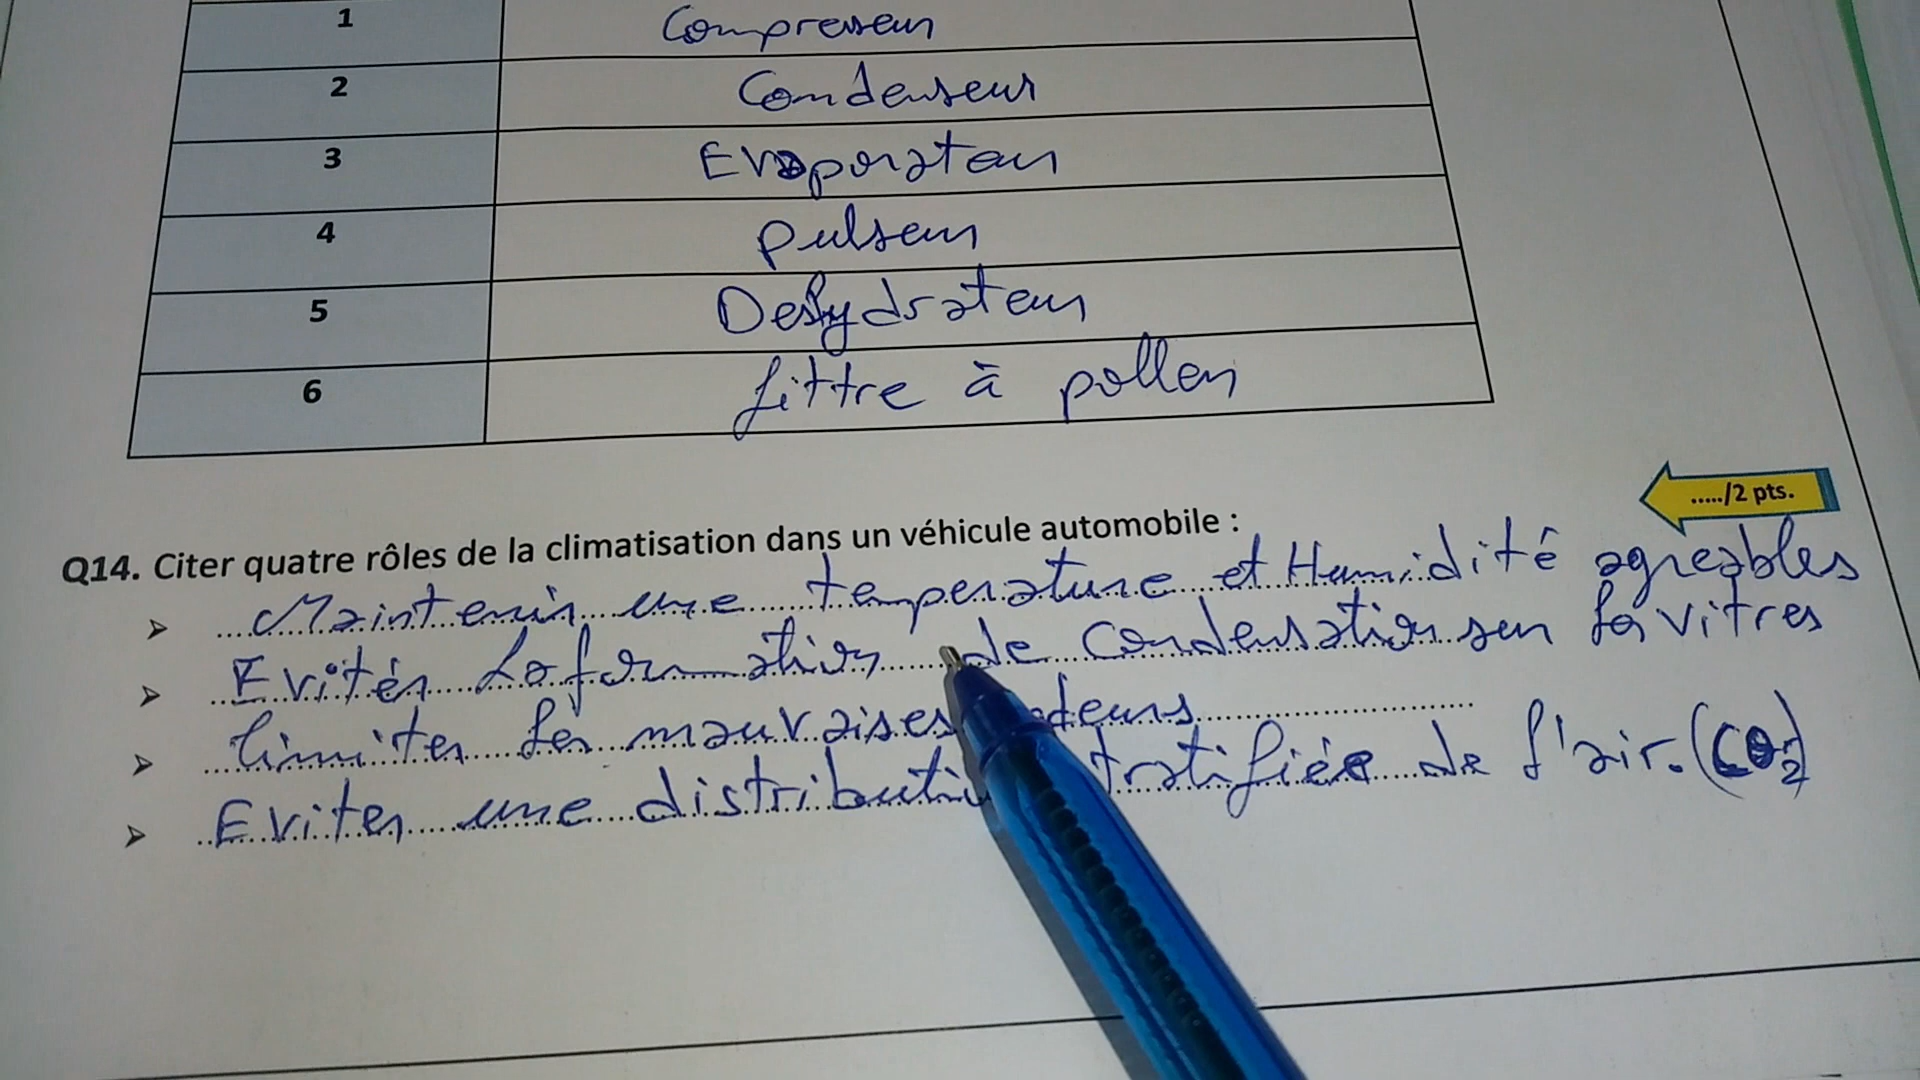 1 Compresseur
2 Condenseur
3 Evaporateur
4 pulseur
5 Deshydrateur
6 filtre à pollen
...../2 pts.
Q14. Citer quatre rôles de la climatisation dans un véhicule automobile :
➤ Maintenir une temperature et Humidité agreables
➤ Evitér la formation de condensation sur les vitres
➤ limiter les mauvaises odeurs
➤ Eviter une distribution stratifiée de l'air. (CO2)